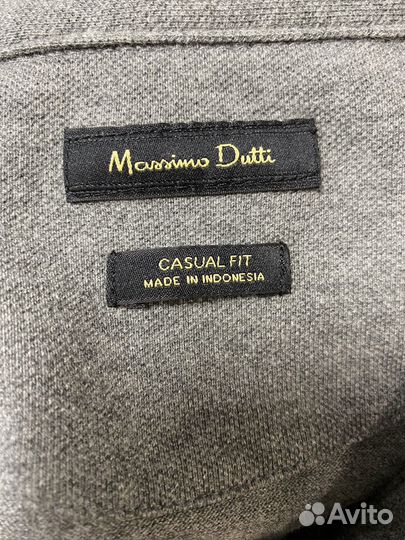 Massimo Dutti
CASUAL FIT
MADE IN INDONESIA
Avito